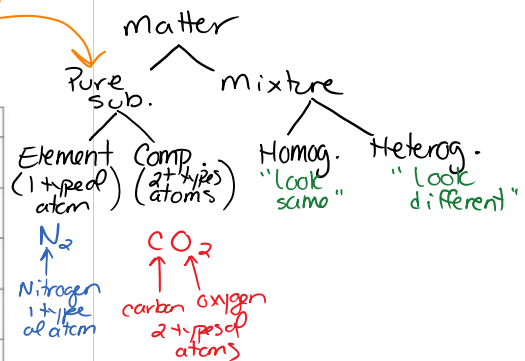 Matter
Pure
sub.
Mixture
Element
(1 type of
atom)
Comp.
(2+ types
atoms)
Homog.
"look
same"
Heterog.
"look
different"
N2
Nitrogen
1 type
of atom
CO2
carbon oxygen
2 types of
atoms